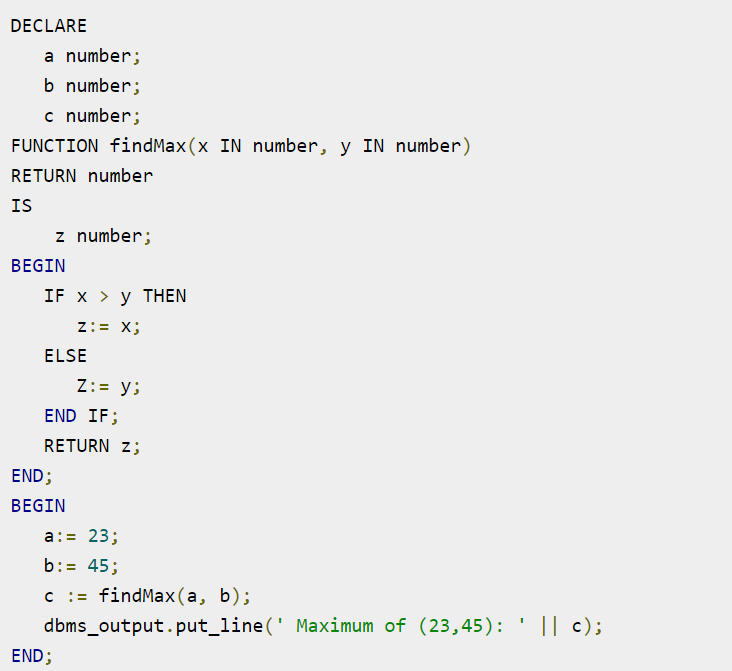 DECLARE
   a number;
   b number;
   c number;
FUNCTION findMax(x IN number, y IN number)
RETURN number
IS
    z number;
BEGIN
   IF x > y THEN
      z:= x;
   ELSE
      Z:= y;
   END IF;
   RETURN z;
END;
BEGIN
   a:= 23;
   b:= 45;
   c := findMax(a, b);
   dbms_output.put_line(' Maximum of (23,45): ' || c);
END;